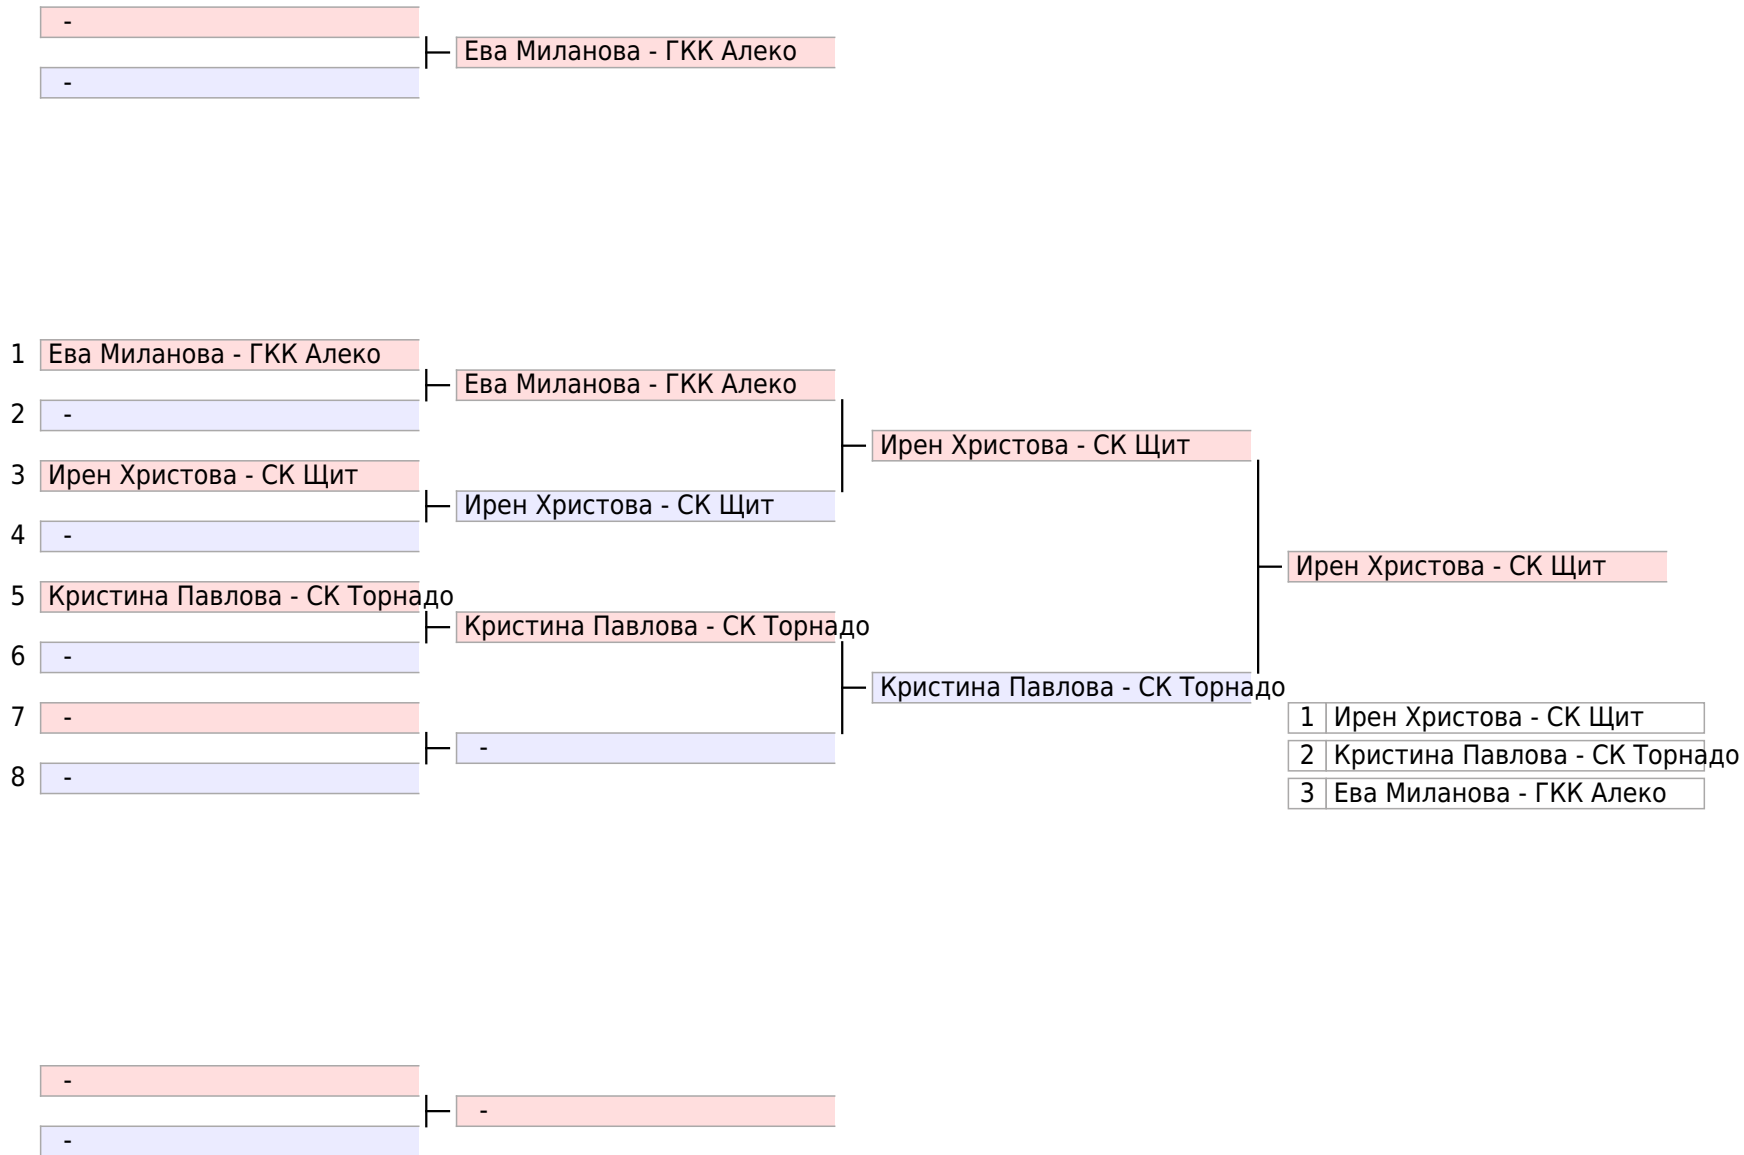 -
Ева Миланова - ГКК Алеко
-
1 Ева Миланова - ГКК Алеко
Ева Миланова - ГКК Алеко
2 -
Ирен Христова - СК Щит
3 Ирен Христова - СК Щит
Ирен Христова - СК Щит
4 -
Ирен Христова - СК Щит
5 Кристина Павлова - СК Торнадо
Кристина Павлова - СК Торнадо
6 -
Кристина Павлова - СК Торнадо
7 -
1 Ирен Христова - СК Щит
-
2 Кристина Павлова - СК Торнадо
8 -
3 Ева Миланова - ГКК Алеко
-
-
-